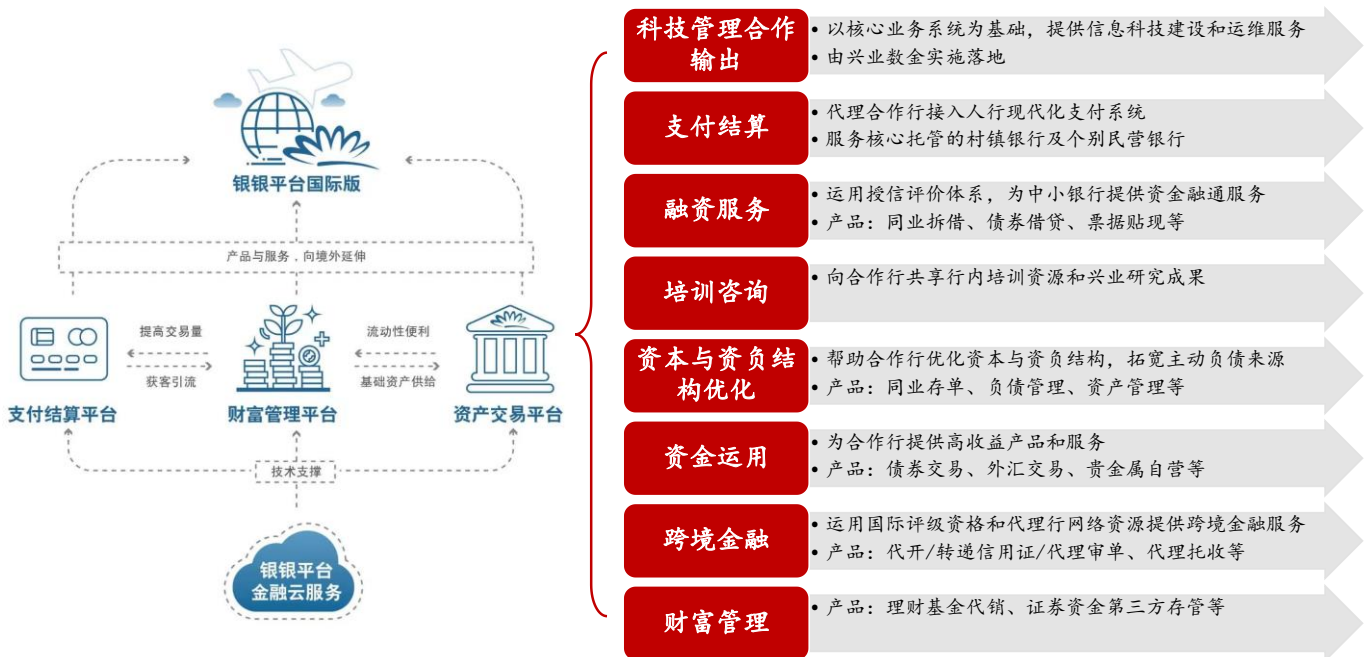 银银平台国际版
产品与服务，向境外延伸
提高交易量
获客引流
流动性便利
基础资产供给
支付结算平台
财富管理平台
资产交易平台
技术支撑
银银平台
金融云服务
科技管理合作
输出
• 以核心业务系统为基础，提供信息科技建设和运维服务
• 由兴业数金实施落地
支付结算
• 代理合作行接入人行现代化支付系统
• 服务核心托管的村镇银行及个别民营银行
融资服务
• 运用授信评价体系，为中小银行提供资金融通服务
• 产品：同业拆借、债券借贷、票据贴现等
培训咨询
• 向合作行共享行内培训资源和兴业研究成果
资本与资负结
构优化
• 帮助合作行优化资本与资负结构，拓宽主动负债来源
• 产品：同业存单、负债管理、资产管理等
资金运用
• 为合作行提供高收益产品和服务
• 产品：债券交易、外汇交易、贵金属自营等
跨境金融
• 运用国际评级资格和代理行网络资源提供跨境金融服务
• 产品：代开/转递信用证/代理审单、代理托收等
财富管理
• 产品：理财基金代销、证券资金第三方存管等